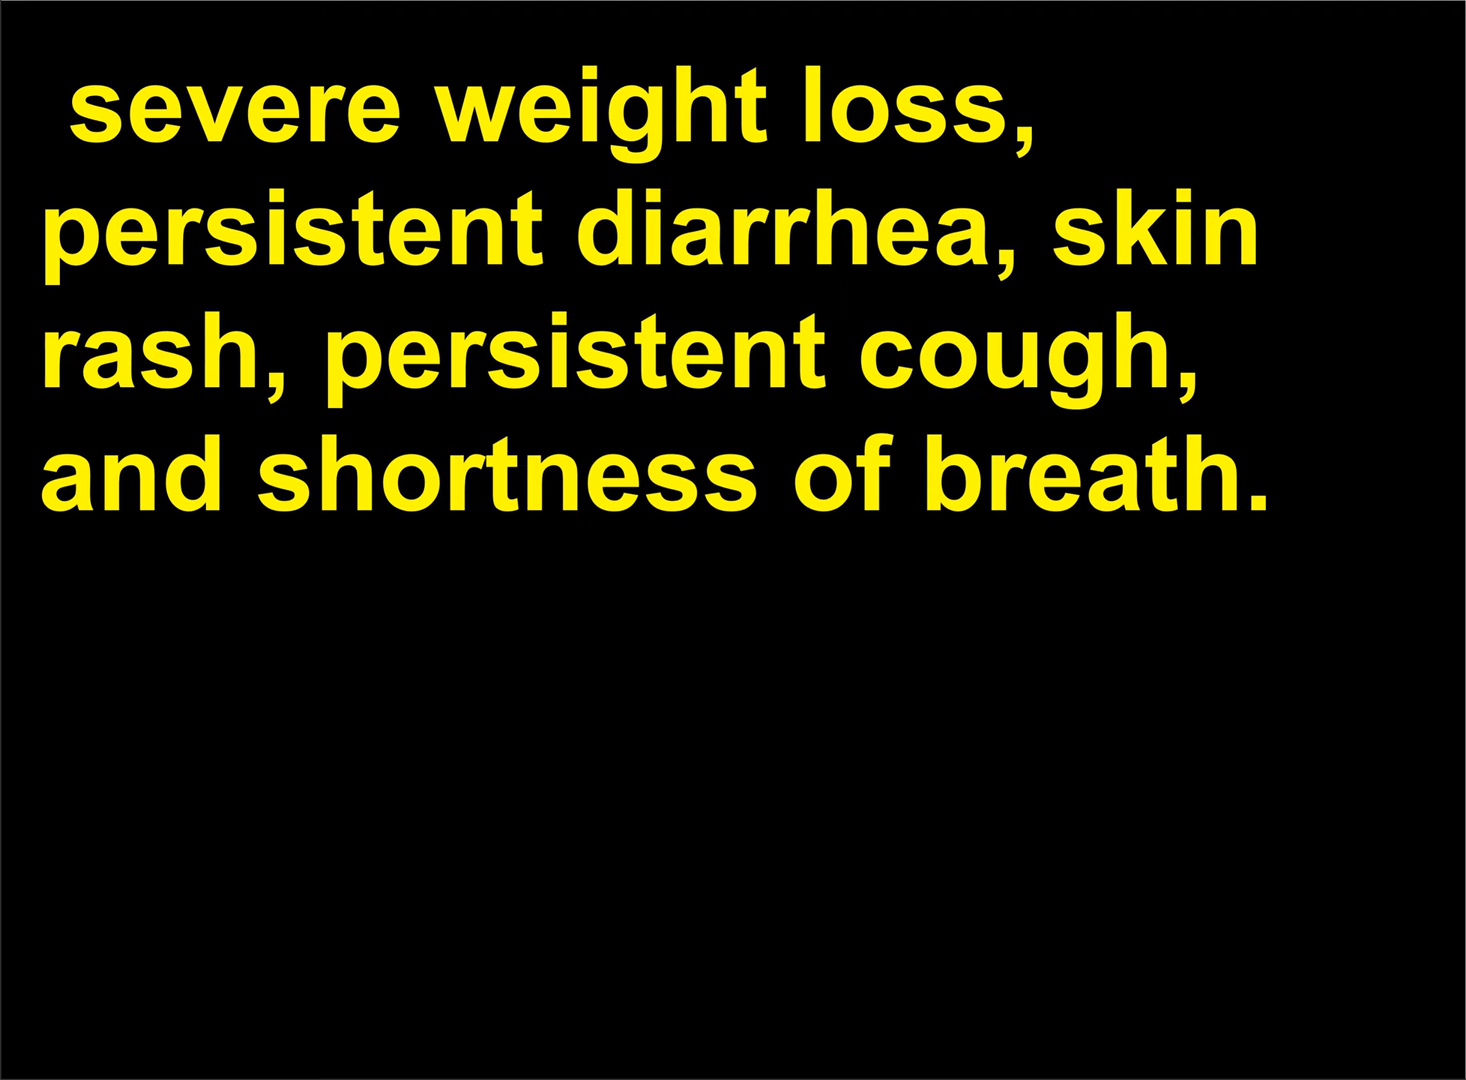 severe weight loss,
persistent diarrhea, skin
rash, persistent cough,
and shortness of breath.